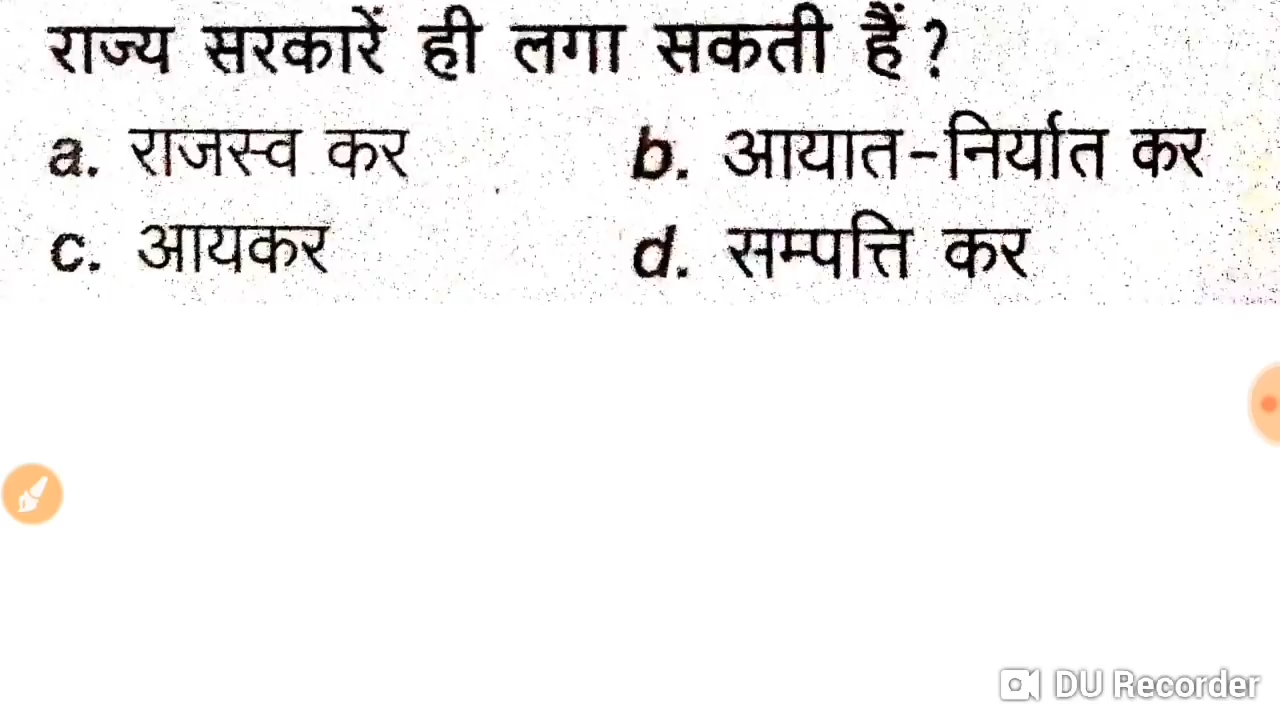 राज्य सरकारें ही लगा सकती हैं?
a. राजस्व कर b. आयात-निर्यात कर
c. आयकर d. सम्पत्ति कर
DU Recorder